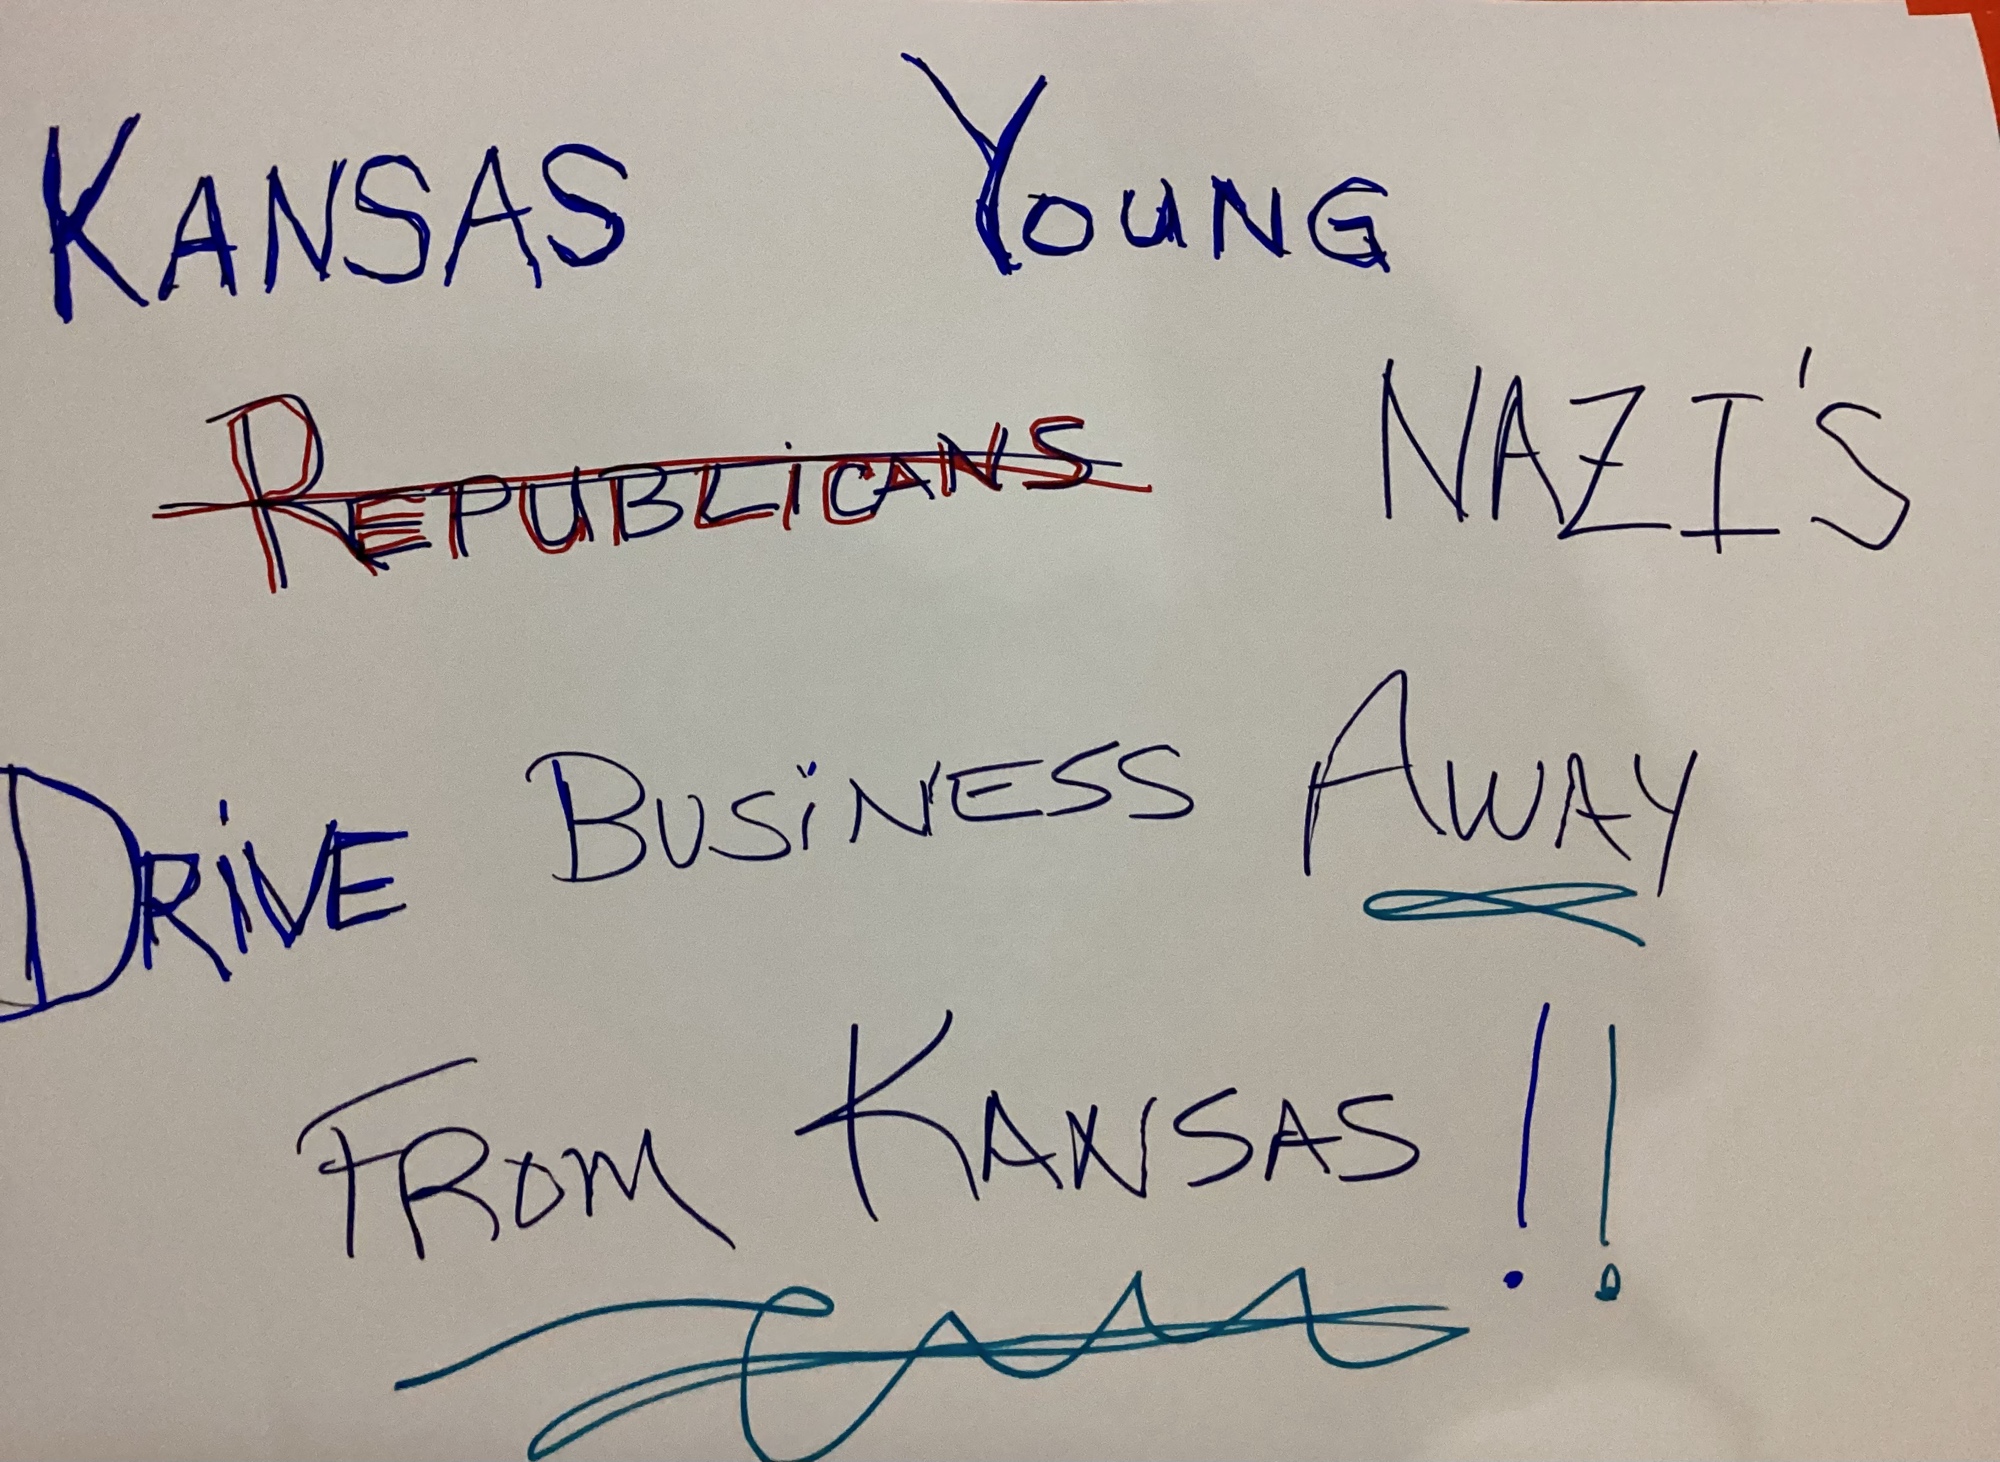 KANSAS YOUNG
REPUBLICANS NAZI'S
DRIVE BUSINESS AWAY
FROM KANSAS !!